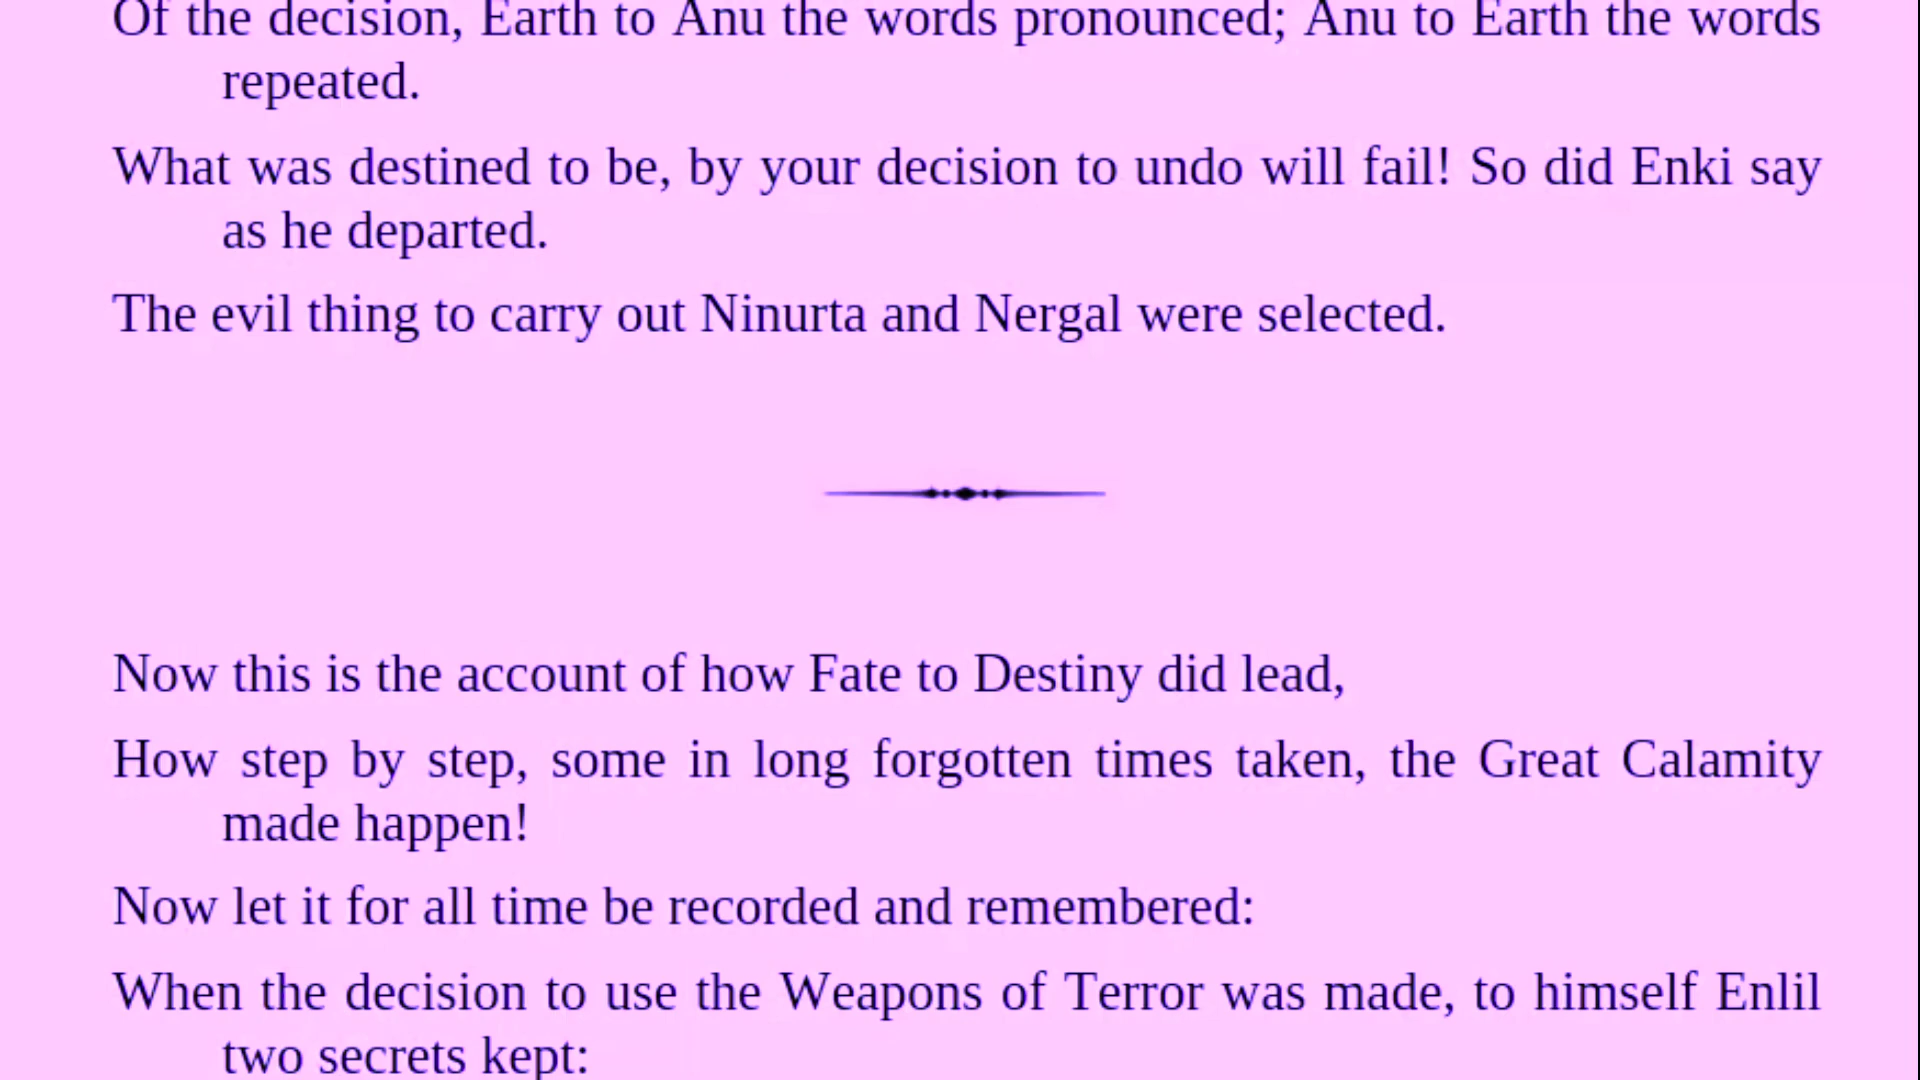 Of the decision, Earth to Anu the words pronounced; Anu to Earth the words
repeated.
What was destined to be, by your decision to undo will fail! So did Enki say
as he departed.
The evil thing to carry out Ninurta and Nergal were selected.
Now this is the account of how Fate to Destiny did lead,
How step by step, some in long forgotten times taken, the Great Calamity
made happen!
Now let it for all time be recorded and remembered:
When the decision to use the Weapons of Terror was made, to himself Enlil
two secrets kept: